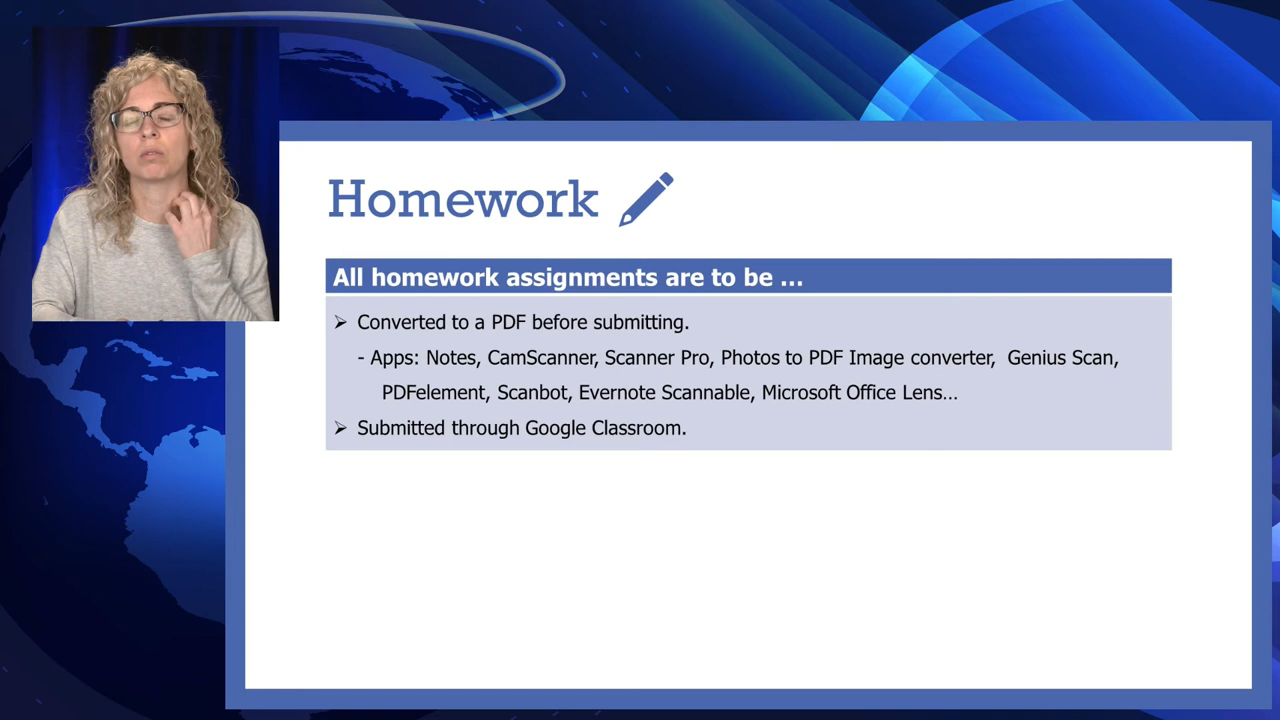 Homework
All homework assignments are to be ...
➢ Converted to a PDF before submitting.
- Apps: Notes, CamScanner, Scanner Pro, Photos to PDF Image converter, Genius Scan,
PDFelement, Scanbot, Evernote Scannable, Microsoft Office Lens...
➢ Submitted through Google Classroom.